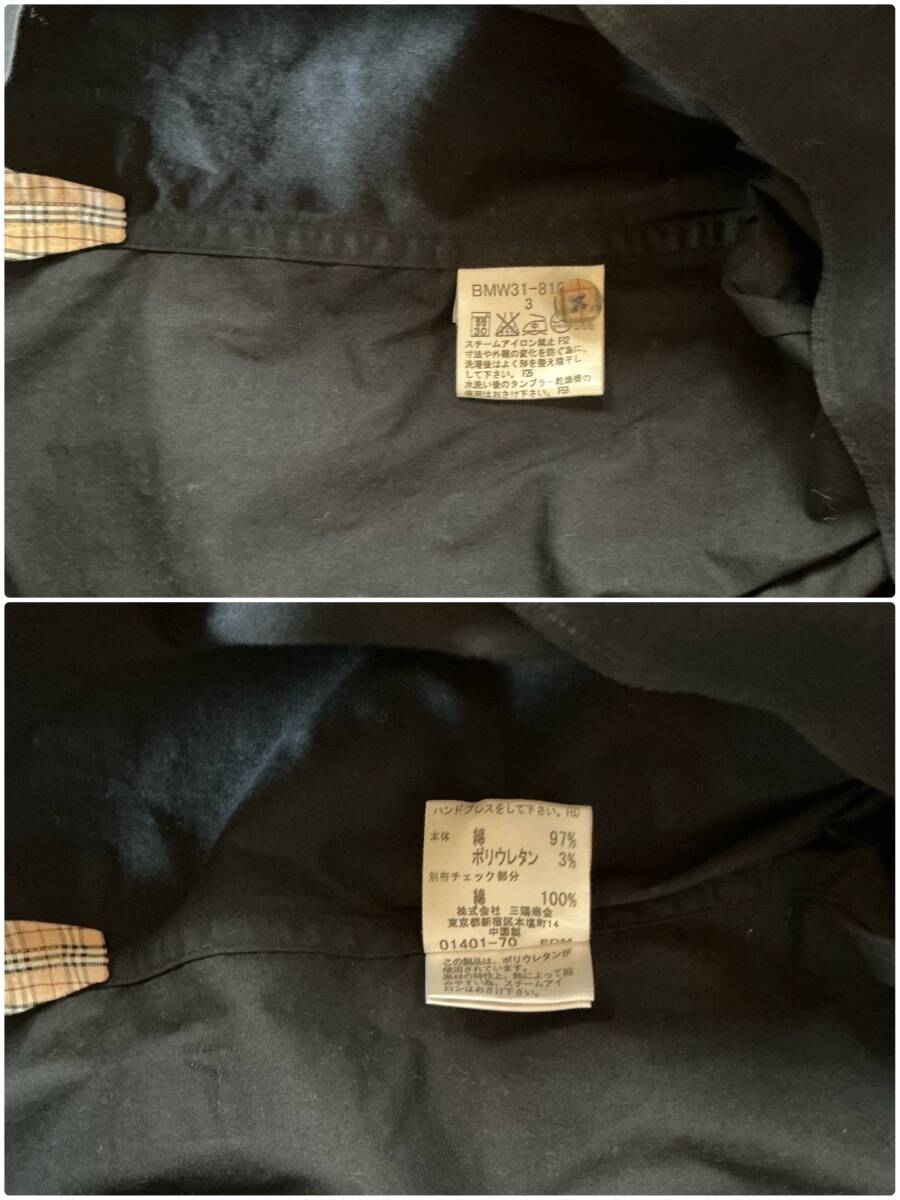 BMW31-81
3
30
スチームアイロン禁止 F12
寸法や外観の変化を防ぐ為に、
洗濯後はよく形を整え陰干し
して下さい。 F25
水洗い後のタンブラー乾燥機の
使用はおさけ下さい。
ハンドプレスをして下さい。F60
本体 綿 97%
ポリウレタン 3%
別布チェック部分
綿 100%
株式会社 三陽商会
東京都新宿区本塩町14
中国製
01401-70
この製品は、ポリウレタンが
使用されています。
素材の特性上、熱によって縮
みやすい為、スチームアイ
ロンはおさけ下さい。